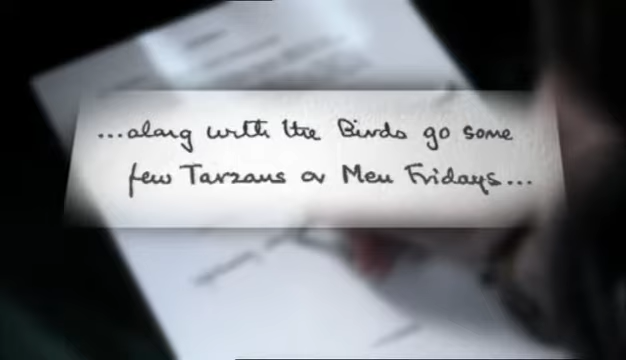 ...along with the Birds go some
few Tarzans or Men Fridays...